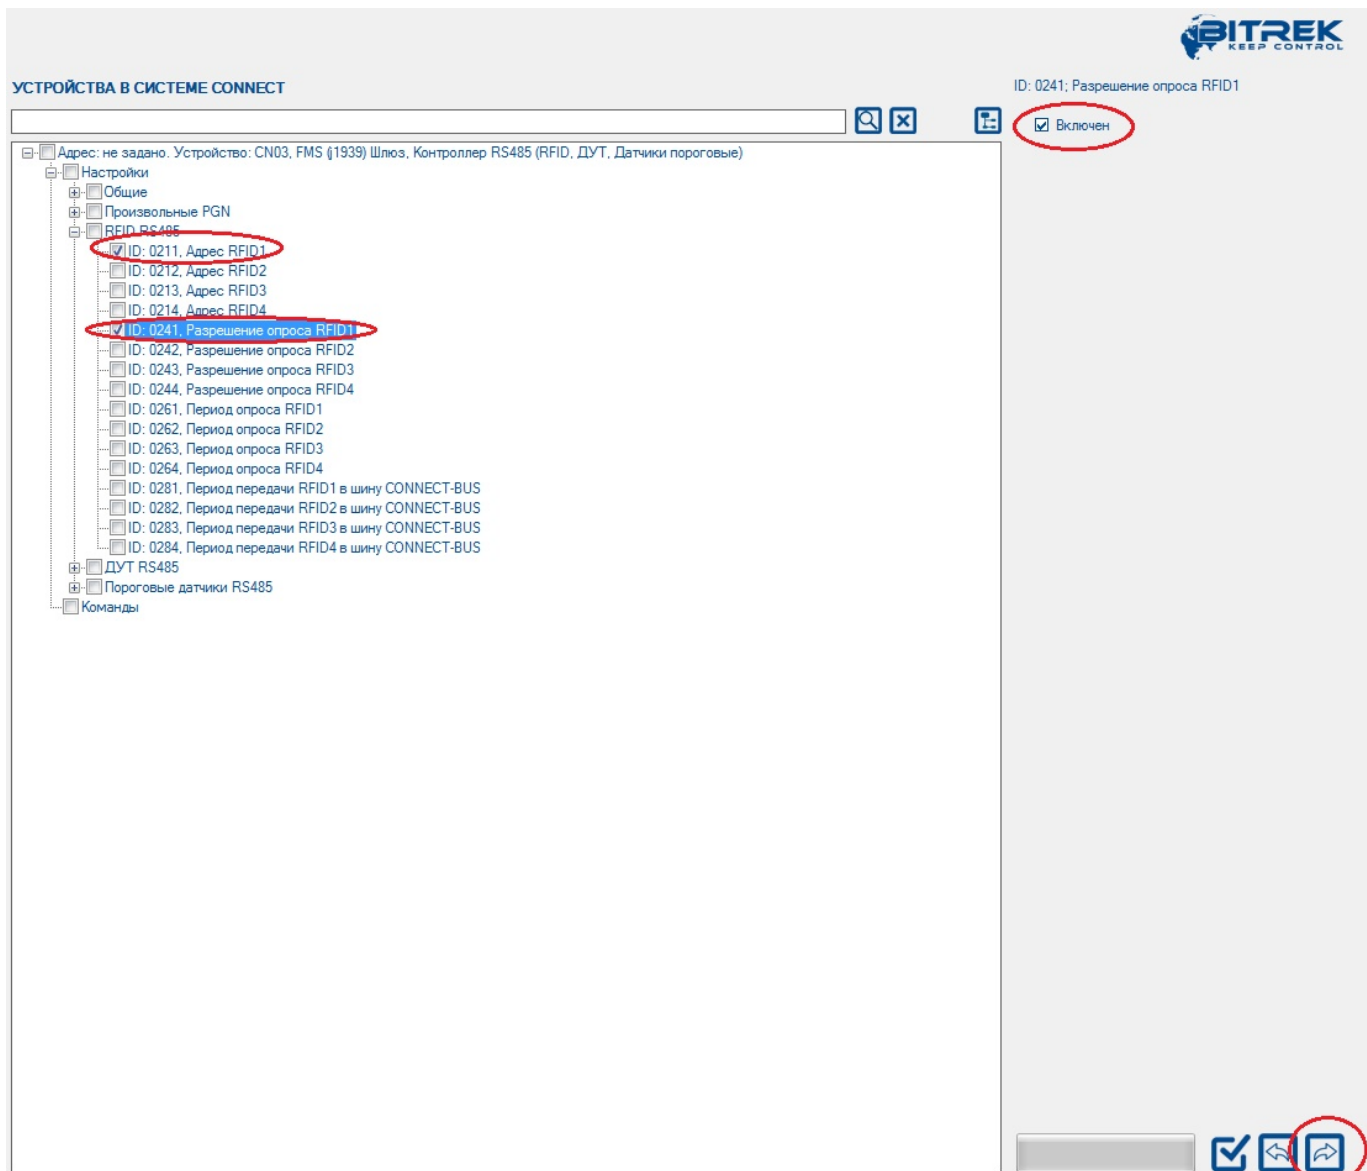 BITREK
KEEP CONTROL
УСТРОЙСТВА В СИСТЕМЕ CONNECT
ID: 0241; Разрешение опроса RFID1
Включен
Адрес: не задано. Устройство: CN03, FMS (j1939) Шлюз, Контроллер RS485 (RFID, ДУТ, Датчики пороговые)
Настройки
Общие
Произвольные PGN
RFID RS485
ID: 0211, Адрес RFID1
ID: 0212, Адрес RFID2
ID: 0213, Адрес RFID3
ID: 0214, Адрес RFID4
ID: 0241, Разрешение опроса RFID1
ID: 0242, Разрешение опроса RFID2
ID: 0243, Разрешение опроса RFID3
ID: 0244, Разрешение опроса RFID4
ID: 0261, Период опроса RFID1
ID: 0262, Период опроса RFID2
ID: 0263, Период опроса RFID3
ID: 0264, Период опроса RFID4
ID: 0281, Период передачи RFID1 в шину CONNECT-BUS
ID: 0282, Период передачи RFID2 в шину CONNECT-BUS
ID: 0283, Период передачи RFID3 в шину CONNECT-BUS
ID: 0284, Период передачи RFID4 в шину CONNECT-BUS
ДУТ RS485
Пороговые датчики RS485
Команды